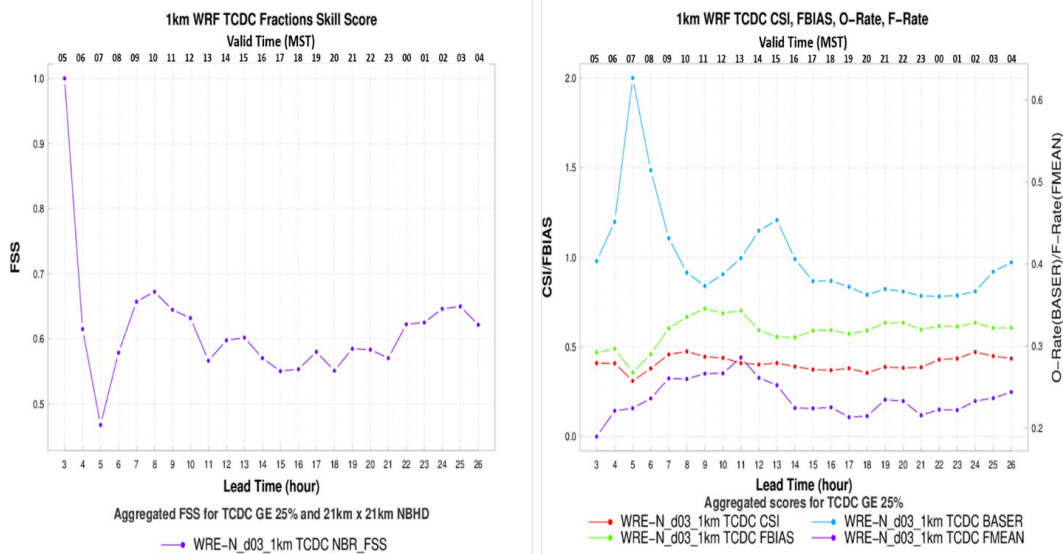 1km WRF TCDC Fractions Skill Score
Valid Time (MST)
05 06 07 08 09 10 11 12 13 14 15 16 17 18 19 20 21 22 23 00 01 02 03 04
1.0
0.9
0.8
0.7
0.6
0.5
FSS
3 4 5 6 7 8 9 10 11 12 13 14 15 16 17 18 19 20 21 22 23 24 25 26
Lead Time (hour)
Aggregated FSS for TCDC GE 25% and 21km x 21km NBHD
WRE-N_d03_1km TCDC NBR_FSS
1km WRF TCDC CSI, FBIAS, O-Rate, F-Rate
Valid Time (MST)
05 06 07 08 09 10 11 12 13 14 15 16 17 18 19 20 21 22 23 00 01 02 03 04
2.0
1.5
1.0
0.5
0.0
CSI/FBIAS
0.6
0.5
0.4
0.3
0.2
O-Rate(BASER)/F-Rate(FMEAN)
3 4 5 6 7 8 9 10 11 12 13 14 15 16 17 18 19 20 21 22 23 24 25 26
Lead Time (hour)
Aggregated scores for TCDC GE 25%
WRE-N_d03_1km TCDC CSI
WRE-N_d03_1km TCDC BASER
WRE-N_d03_1km TCDC FBIAS
WRE-N_d03_1km TCDC FMEAN